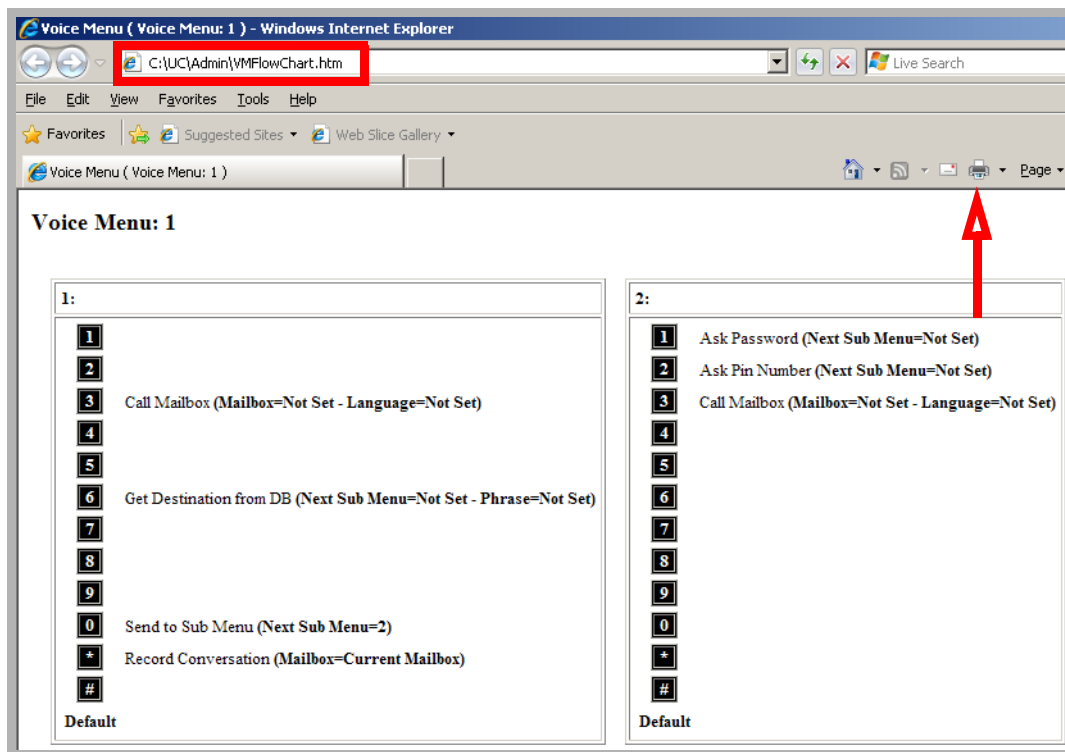 Voice Menu ( Voice Menu: 1 ) - Windows Internet Explorer
C:\UC\Admin\VMFlowChart.htm
Live Search
File Edit View Favorites Tools Help
Favorites Suggested Sites Web Slice Gallery
Voice Menu ( Voice Menu: 1 ) Page
Voice Menu: 1
1:
1
2
3 Call Mailbox (Mailbox=Not Set - Language=Not Set)
4
5
6 Get Destination from DB (Next Sub Menu=Not Set - Phrase=Not Set)
7
8
9
0 Send to Sub Menu (Next Sub Menu=2)
* Record Conversation (Mailbox=Current Mailbox)
#
Default
2:
1 Ask Password (Next Sub Menu=Not Set)
2 Ask Pin Number (Next Sub Menu=Not Set)
3 Call Mailbox (Mailbox=Not Set - Language=Not Set)
4
5
6
7
8
9
0
*
#
Default